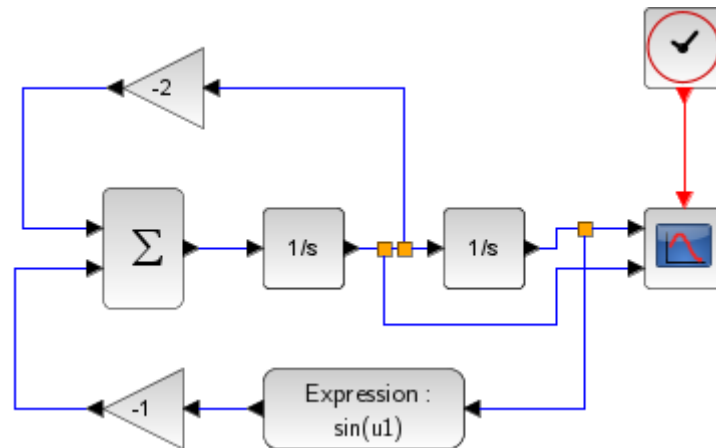 -2
Σ
1/s
1/s
-1
Expression :
sin(u1)